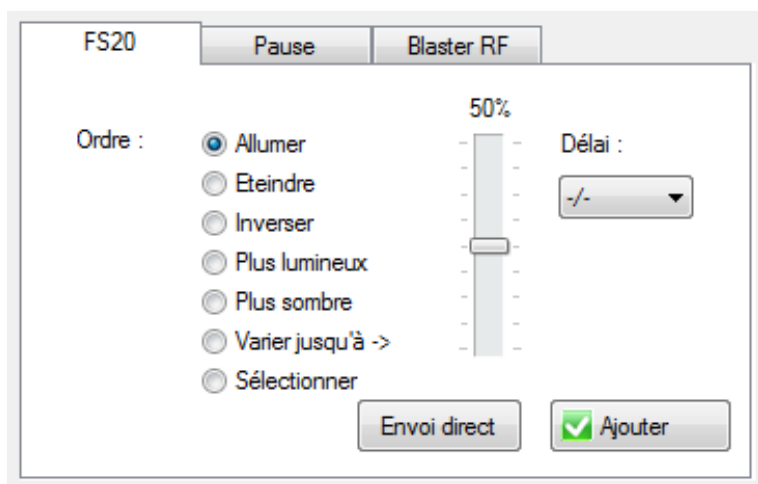 FS20 Pause Blaster RF
50%
Ordre : Allumer Délai :
Eteindre -/-
Inverser
Plus lumineux
Plus sombre
Varier jusqu'à ->
Sélectionner
Envoi direct Ajouter